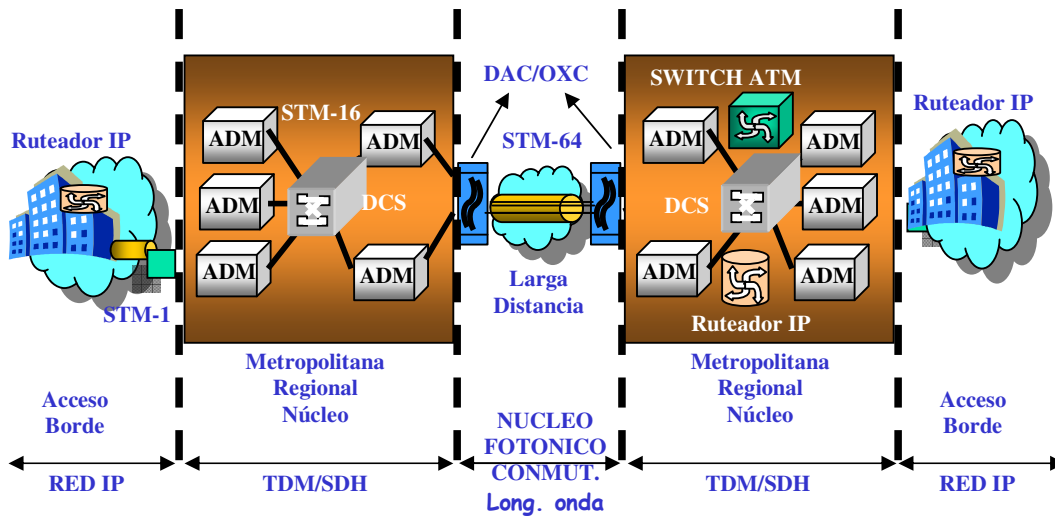 DAC/OXC
SWITCH ATM
STM-16
ADM
ADM
STM-64
ADM
ADM
Ruteador IP
Ruteador IP
ADM
DCS
DCS
ADM
ADM
ADM
ADM
ADM
Larga
Distancia
STM-1
Ruteador IP
Metropolitana
Regional
Núcleo
Metropolitana
Regional
Núcleo
Acceso
Borde
Acceso
Borde
NUCLEO
FOTONICO
CONMUT.
Long. onda
RED IP
TDM/SDH
TDM/SDH
RED IP